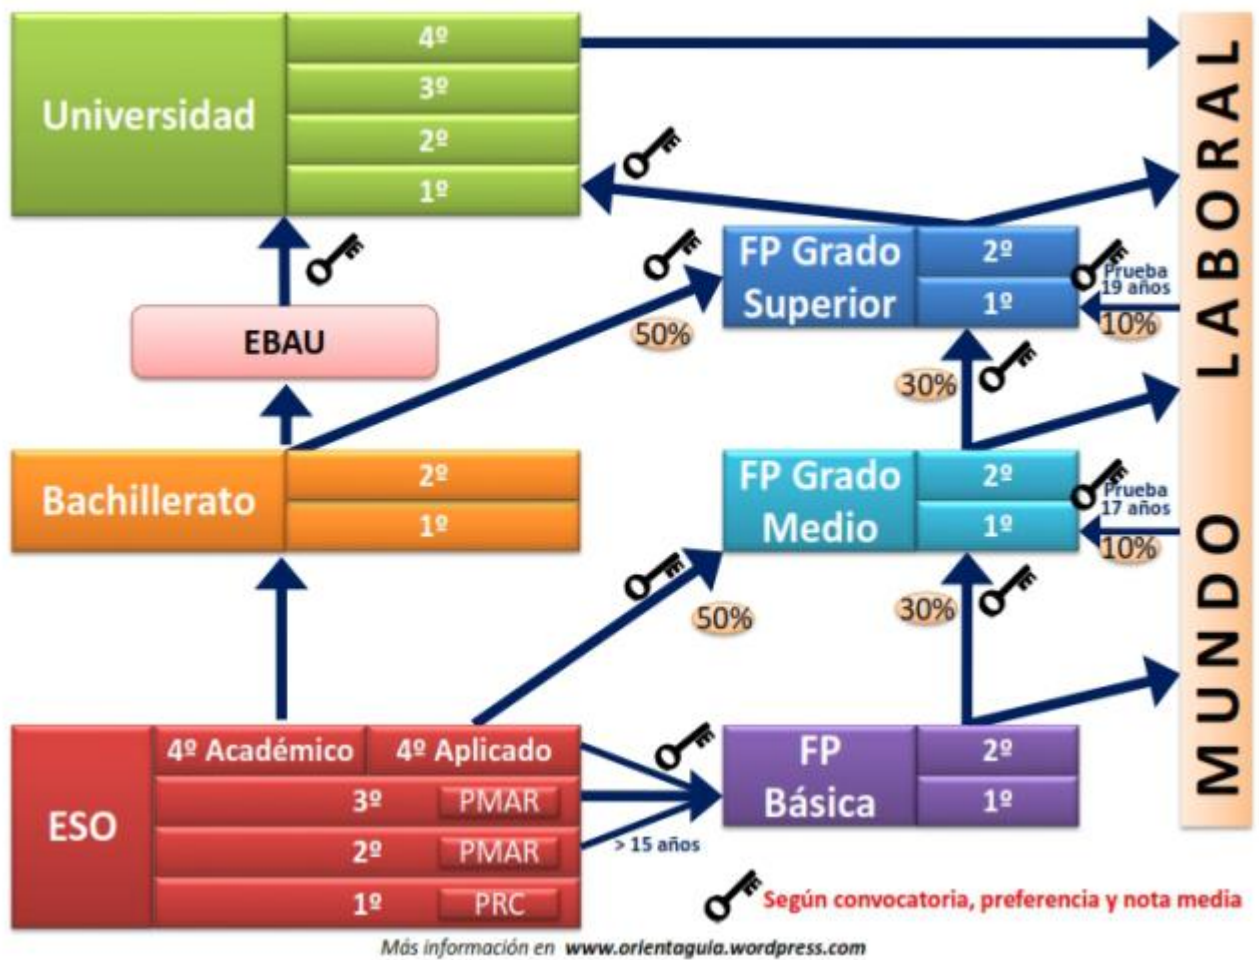 4º
3º
Universidad
2º
1º
FP Grado
Superior
2º
1º
Prueba
19 años
10%
50%
EBAU
30%
Bachillerato
2º
1º
FP Grado
Medio
2º
1º
Prueba
17 años
10%
50%
30%
ESO
4º Académico
4º Aplicado
3º
PMAR
2º
PMAR
1º
PRC
> 15 años
FP
Básica
2º
1º
MUNDO LABORAL
Según convocatoria, preferencia y nota media
Más información en www.orientaguia.wordpress.com